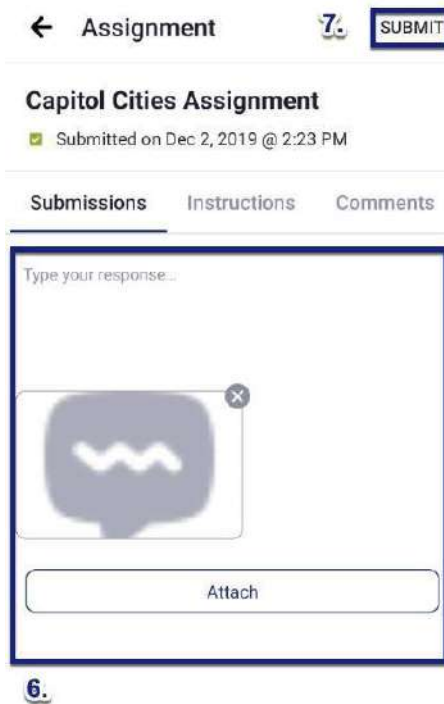 Assignment 7. SUBMIT
Capitol Cities Assignment
Submitted on Dec 2, 2019 @ 2:23 PM
Submissions Instructions Comments
Type your response...
Attach
6.